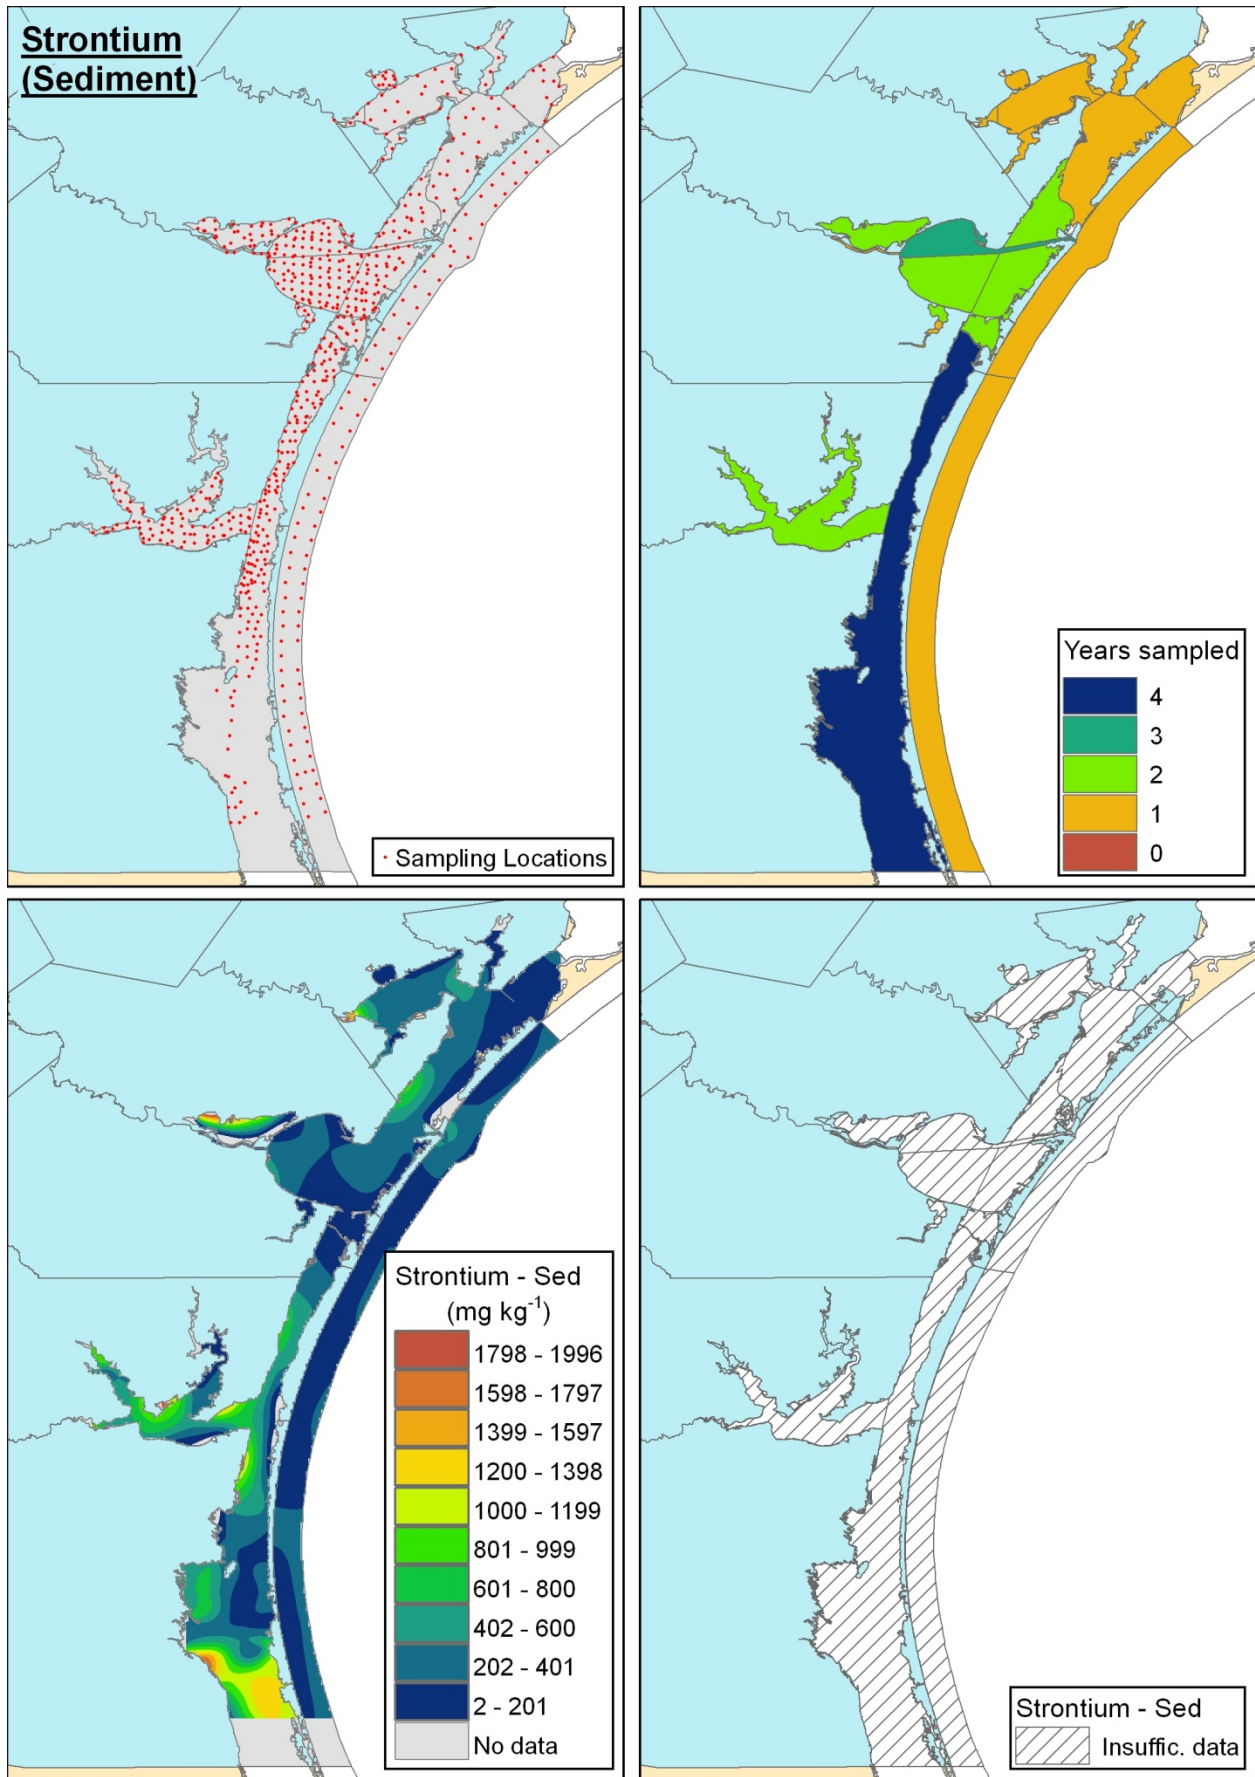 Strontium
(Sediment)
Sampling Locations
Years sampled
4
3
2
1
0
Strontium - Sed
(mg kg⁻¹)
1798 - 1996
1598 - 1797
1399 - 1597
1200 - 1398
1000 - 1199
801 - 999
601 - 800
402 - 600
202 - 401
2 - 201
No data
Strontium - Sed
Insuffic. data